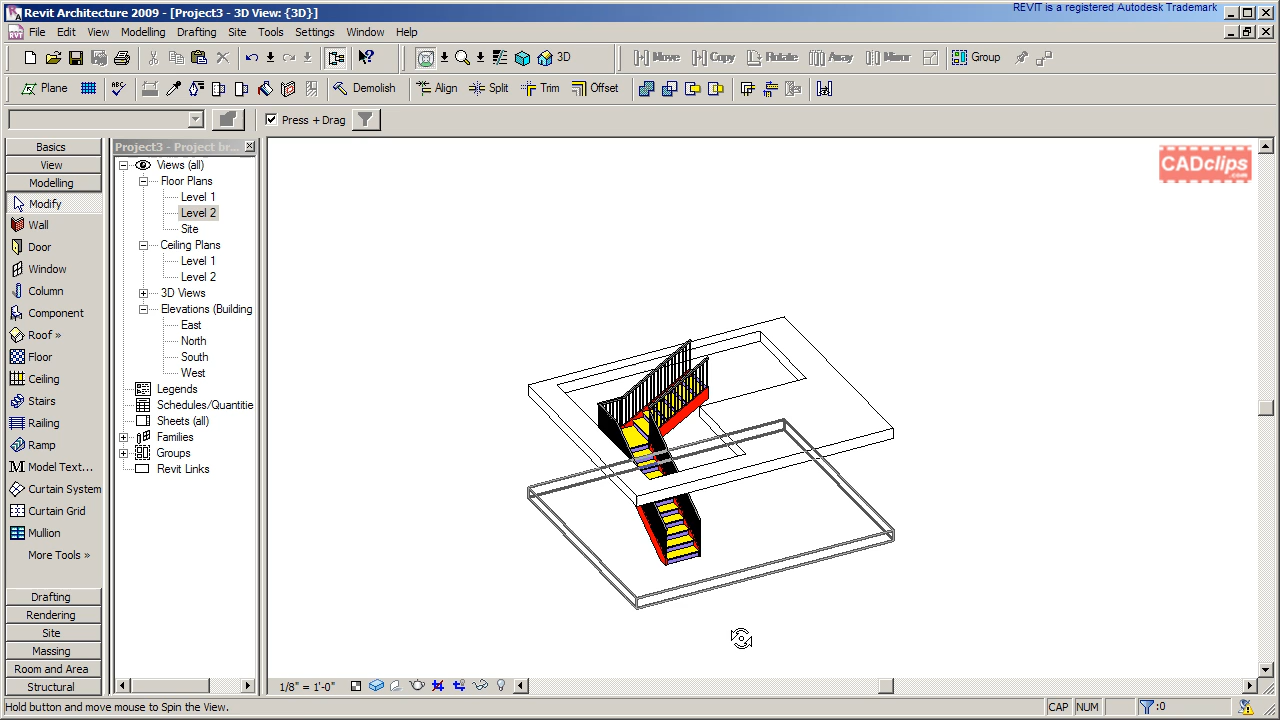 Revit Architecture 2009 - [Project3 - 3D View: {3D}]
REVIT is a registered Autodesk Trademark
File Edit View Modelling Drafting Site Tools Settings Window Help
3D Move Copy Rotate Array Mirror Group
Plane Demolish Align Split Trim Offset
Press + Drag
Basics
View
Modelling
Modify
Wall
Door
Window
Column
Component
Roof »
Floor
Ceiling
Stairs
Railing
Ramp
Model Text...
Curtain System
Curtain Grid
Mullion
More Tools »
Drafting
Rendering
Site
Massing
Room and Area
Structural
Project3 - Project br...
Views (all)
Floor Plans
Level 1
Level 2
Site
Ceiling Plans
Level 1
Level 2
3D Views
Elevations (Building
East
North
South
West
Legends
Schedules/Quantitie
Sheets (all)
Families
Groups
Revit Links
CADclips
.com
1/8" = 1'-0"
Hold button and move mouse to Spin the View.
CAP NUM :0